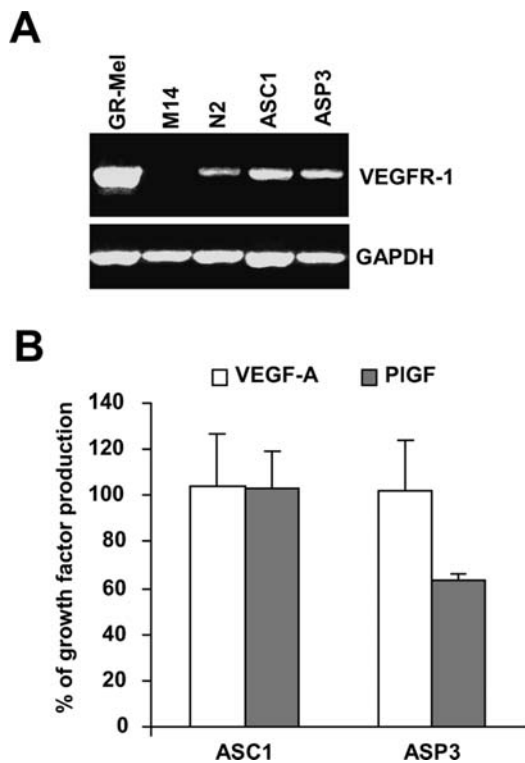 A
GR-Mel
M14
N2
ASC1
ASP3
VEGFR-1
GAPDH
B
VEGF-A
PlGF
% of growth factor production
140
120
100
80
60
40
20
0
ASC1
ASP3